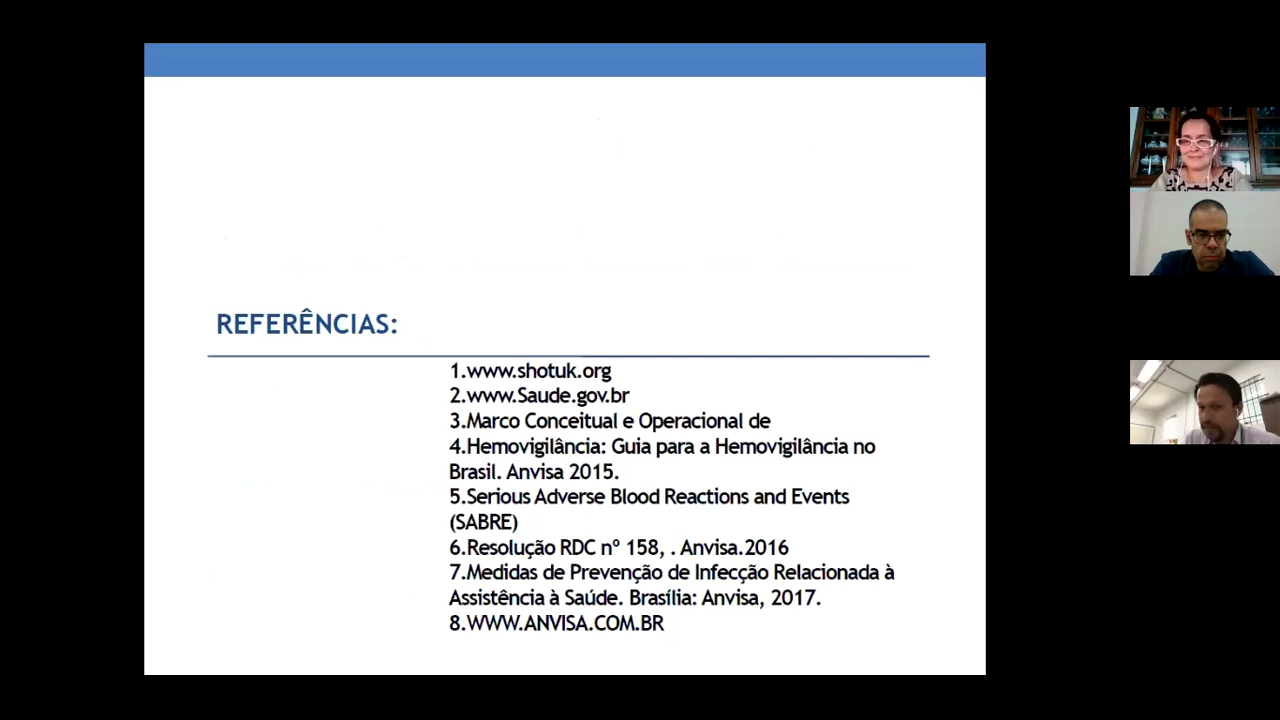 REFERÊNCIAS:
1.www.shotuk.org
2.www.Saude.gov.br
3.Marco Conceitual e Operacional de
4.Hemovigilância: Guia para a Hemovigilância no
Brasil. Anvisa 2015.
5.Serious Adverse Blood Reactions and Events
(SABRE)
6.Resolução RDC nº 158, . Anvisa.2016
7.Medidas de Prevenção de Infecção Relacionada à
Assistência à Saúde. Brasília: Anvisa, 2017.
8.WWW.ANVISA.COM.BR